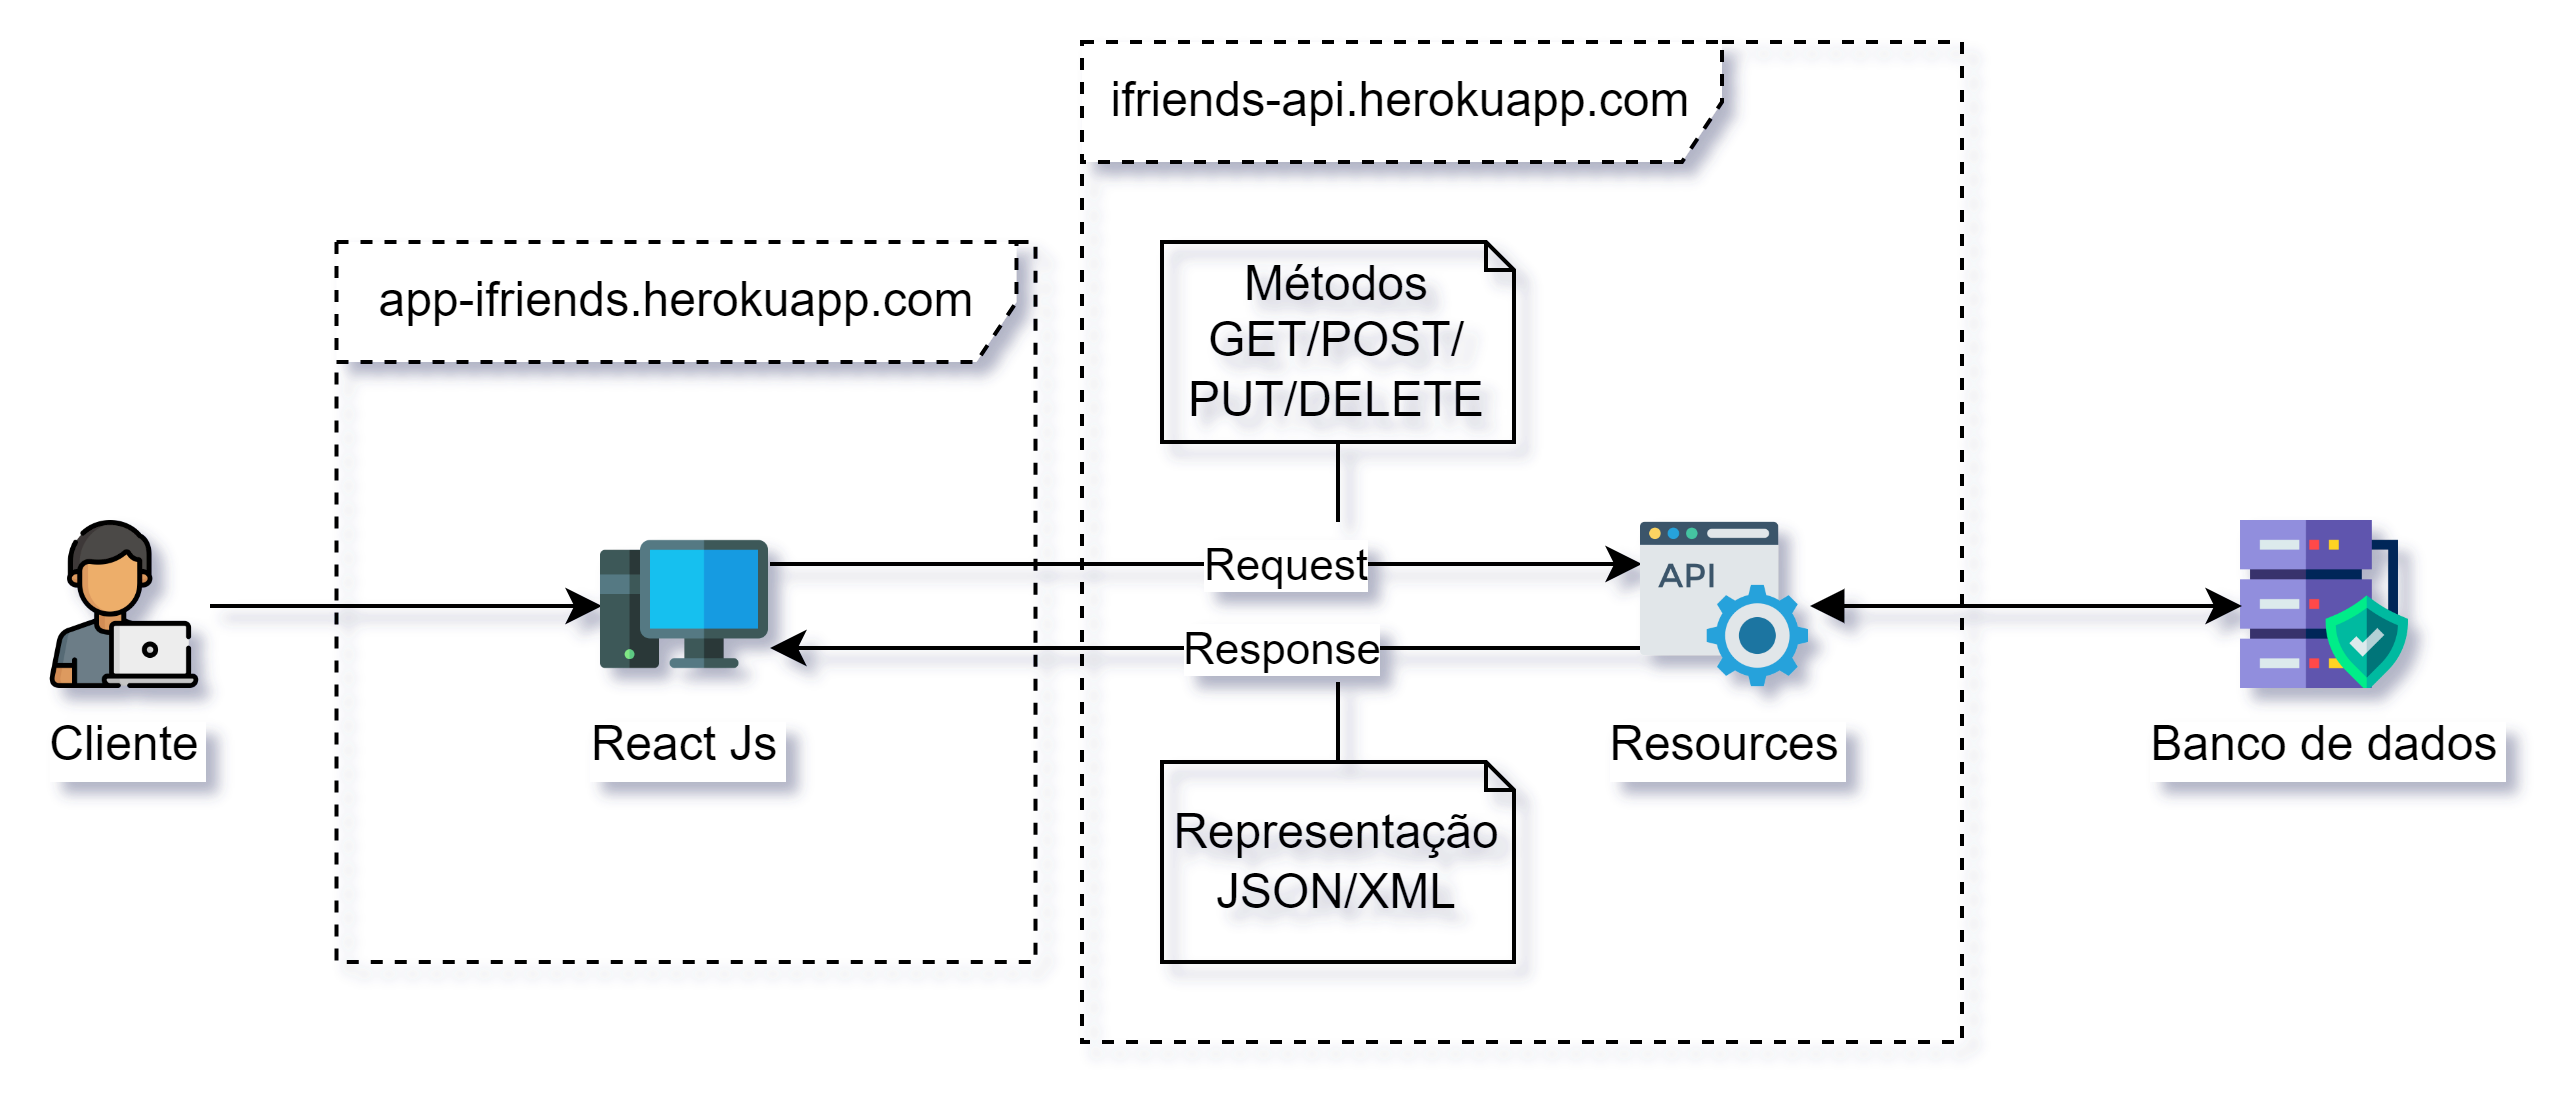 ifriends-api.herokuapp.com
app-ifriends.herokuapp.com
Métodos
GET/POST/
PUT/DELETE
Request
API
Response
Cliente
React Js
Resources
Banco de dados
Representação
JSON/XML